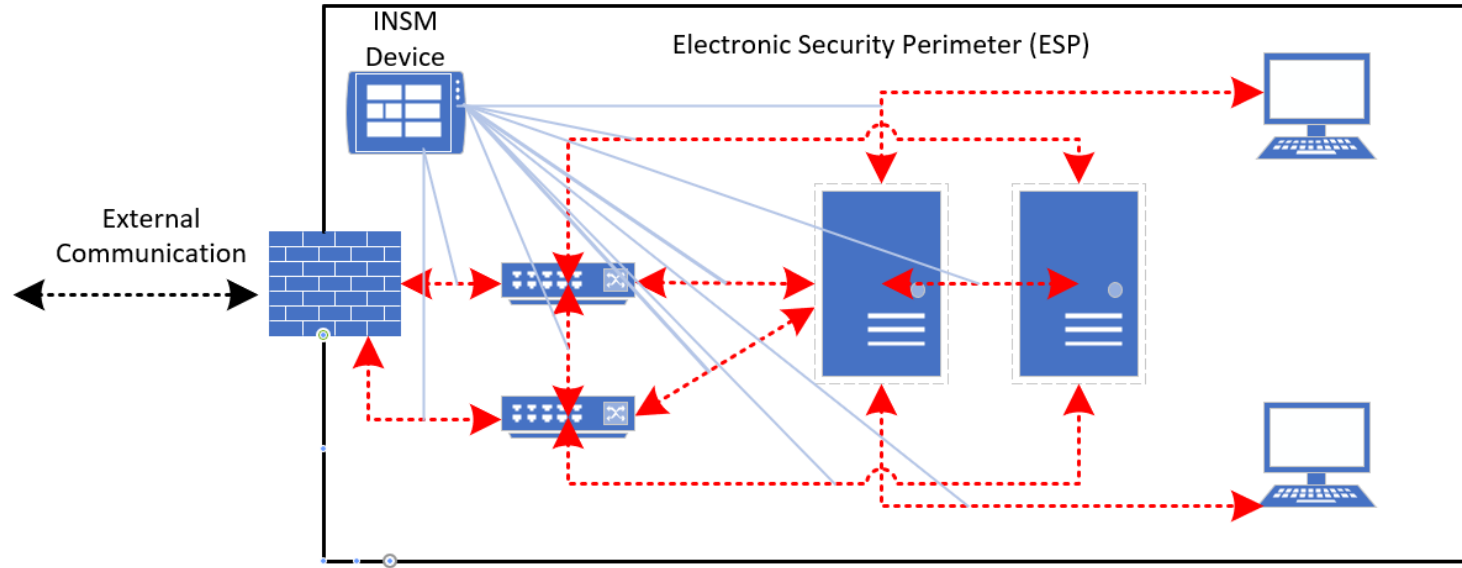 INSM
Device
Electronic Security Perimeter (ESP)
External
Communication